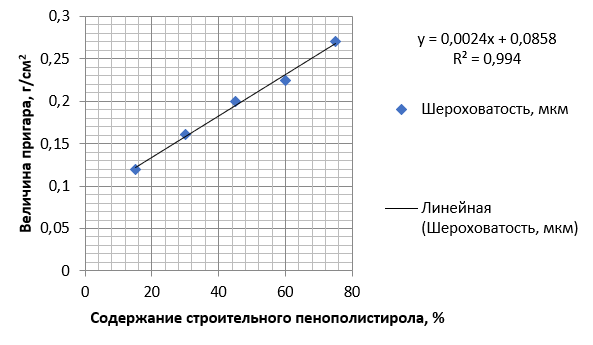 0,3
0,25
0,2
0,15
0,1
0,05
0
0
20
40
60
80
Величина пригара, г/см²
Содержание строительного пенополистирола, %
y = 0,0024x + 0,0858
R² = 0,994
Шероховатость, мкм
Линейная
(Шероховатость, мкм)